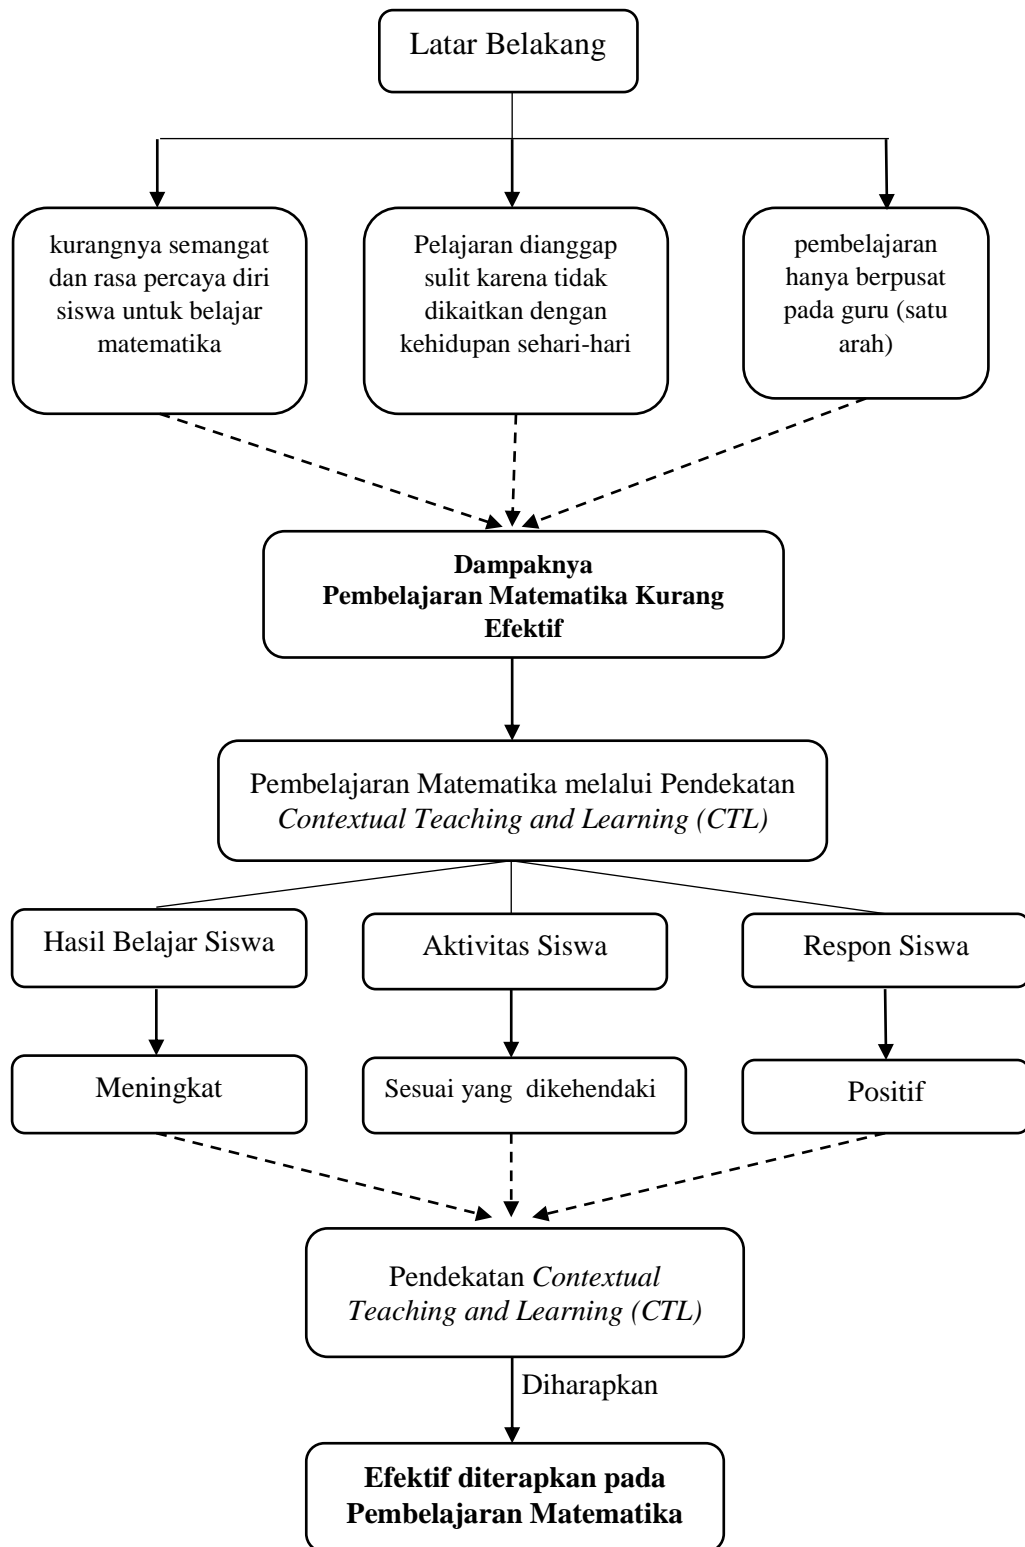 Latar Belakang
kurangnya semangat
dan rasa percaya diri
siswa untuk belajar
matematika
Pelajaran dianggap
sulit karena tidak
dikaitkan dengan
kehidupan sehari-hari
pembelajaran
hanya berpusat
pada guru (satu
arah)
Dampaknya
Pembelajaran Matematika Kurang
Efektif
Pembelajaran Matematika melalui Pendekatan
Contextual Teaching and Learning (CTL)
Hasil Belajar Siswa
Aktivitas Siswa
Respon Siswa
Meningkat
Sesuai yang dikehendaki
Positif
Pendekatan Contextual
Teaching and Learning (CTL)
Diharapkan
Efektif diterapkan pada
Pembelajaran Matematika